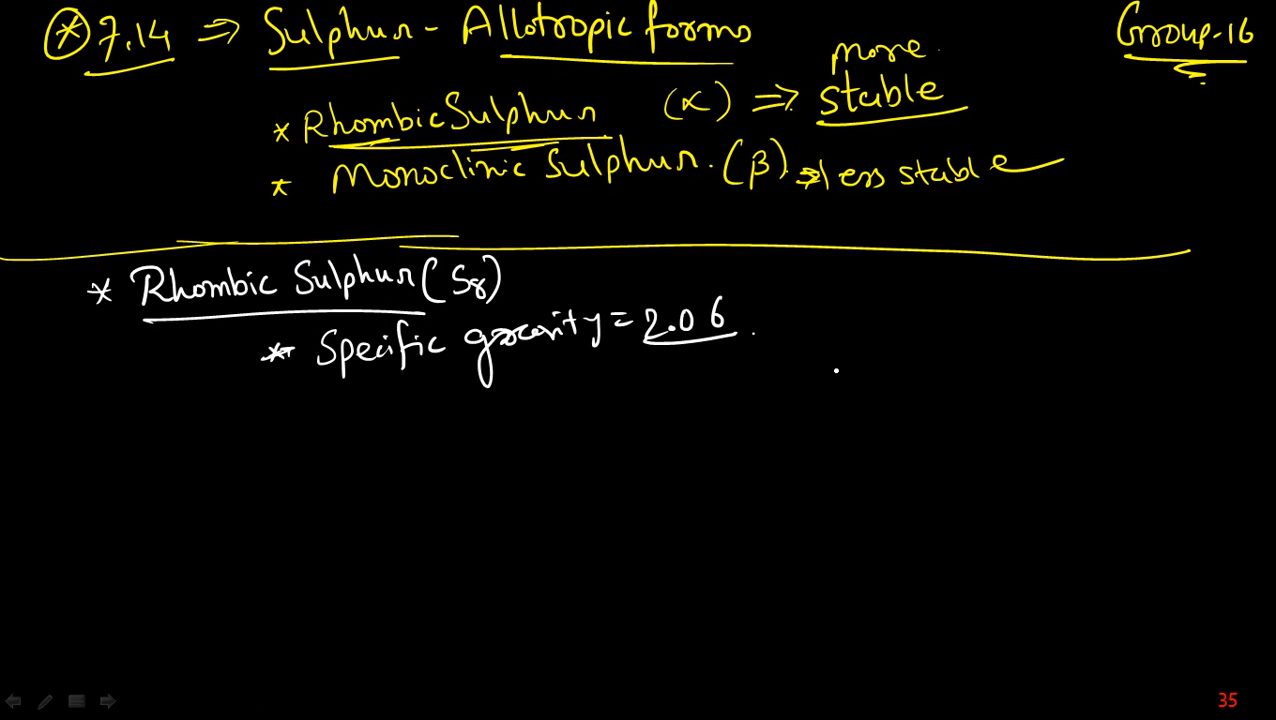 * 7.14 ⇒ Sulphur - Allotropic forms
Group-16
more
* Rhombic Sulphur (α) ⇒ stable
* Monoclinic Sulphur. (β) ⇒ less stable
* Rhombic Sulphur (S8)
* Specific gravity = 2.06
35